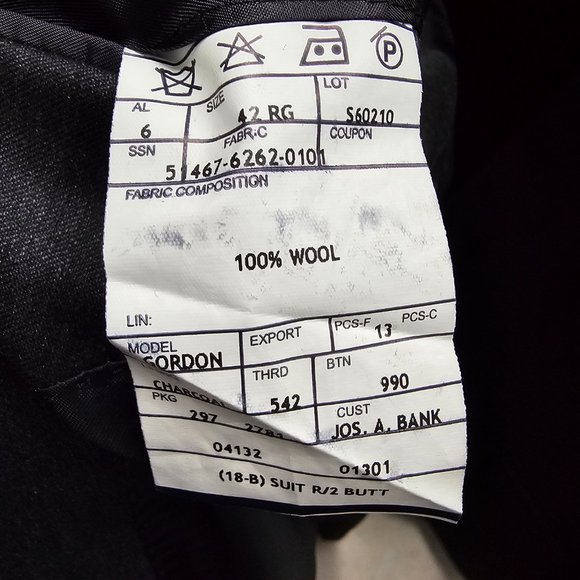 P
AL SIZE LOT
6 42 RG S60210
SSN FABRIC COUPON
5 467-6262-0101
FABRIC COMPOSITION
100% WOOL
LIN:
MODEL EXPORT PCS-F 13 PCS-C
GORDON
THRD BTN
CHARCOAL 542 990
PKG CUST
297 JOS. A. BANK
04132 01301
(18-B) SUIT R/2 BUTT